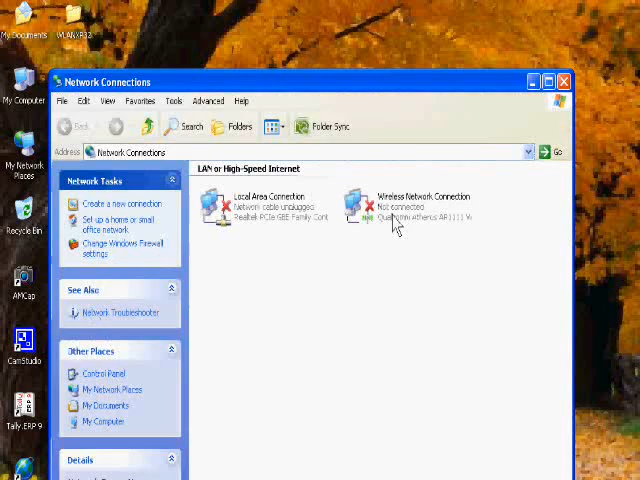 My Documents
WLANXR32
My Computer
My Network
Places
Recycle Bin
AMCap
CamStudio
Tally.ERP 9
Network Connections
File Edit View Favorites Tools Advanced Help
Back Search Folders Folder Sync
Address Network Connections Go
Network Tasks
Create a new connection
Set up a home or small
office network
Change Windows Firewall
settings
See Also
Network Troubleshooter
Other Places
Control Panel
My Network Places
My Documents
My Computer
Details
LAN or High-Speed Internet
Local Area Connection
Network cable unplugged
Realtek PCIe GBE Family Cont
Wireless Network Connection
Not connected
Qualcomm Atheros AR1111 W